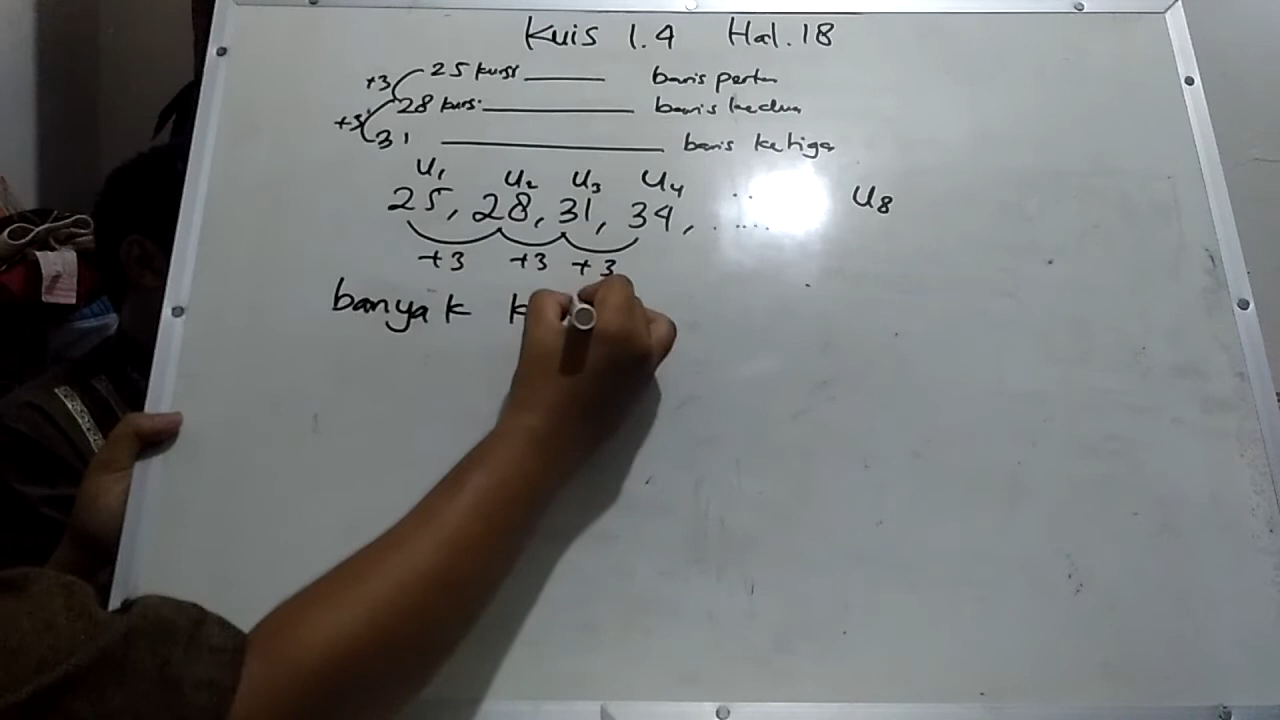 Kuis 1.4 Hal.18
+3 25 kursi baris pertm
+3 28 kursi baris kedua
31 baris ketiga
U1 U2 U3 U4 .. U8
25, 28, 31, 34, .....
+3 +3 +3
banyak k